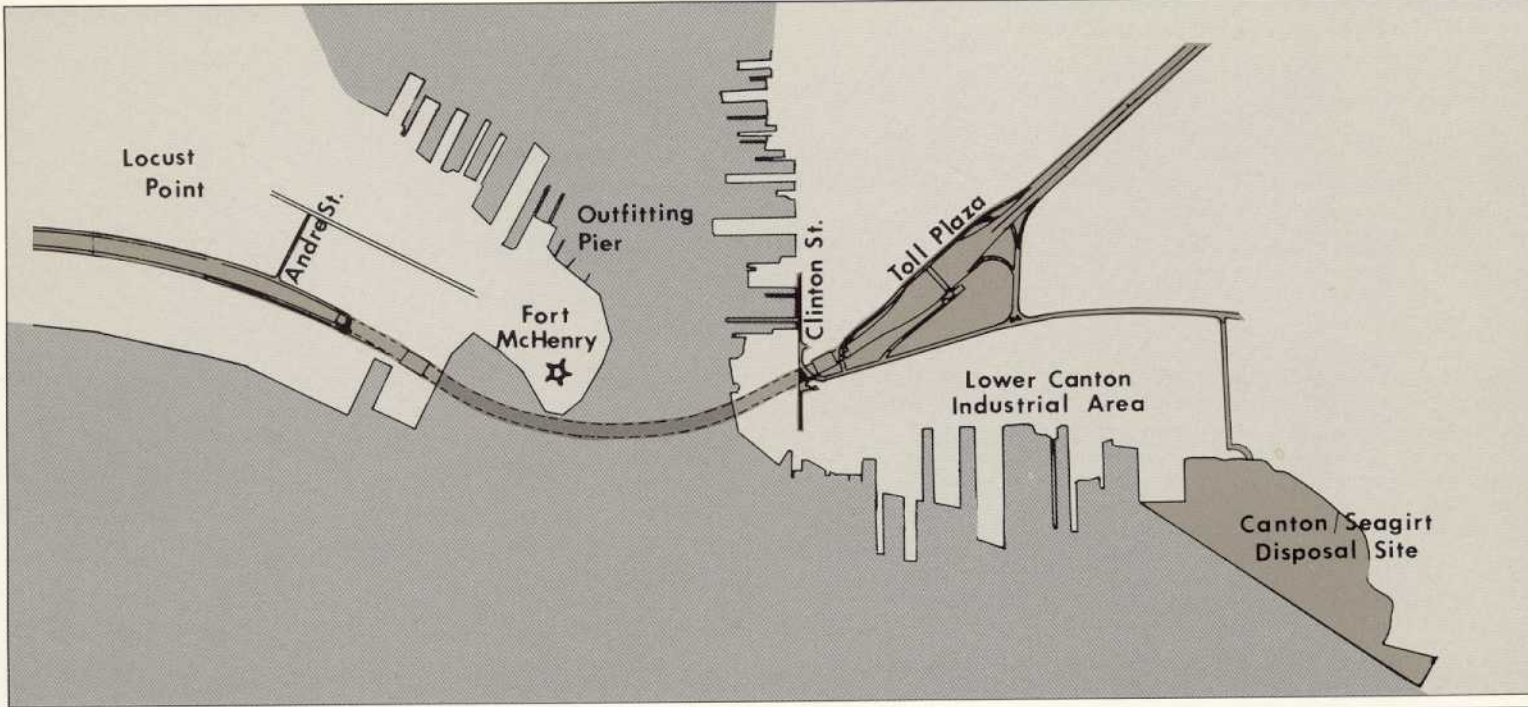 Locust
Point
Andre St.
Outfitting
Pier
Fort
McHenry
Clinton St.
Toll Plaza
Lower Canton
Industrial Area
Canton/Seagirt
Disposal Site